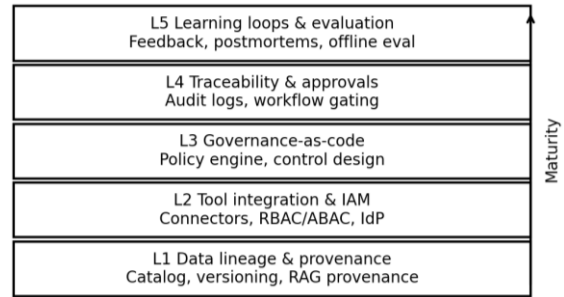 L5 Learning loops & evaluation
Feedback, postmortems, offline eval
L4 Traceability & approvals
Audit logs, workflow gating
L3 Governance-as-code
Policy engine, control design
L2 Tool integration & IAM
Connectors, RBAC/ABAC, IdP
L1 Data lineage & provenance
Catalog, versioning, RAG provenance
Maturity